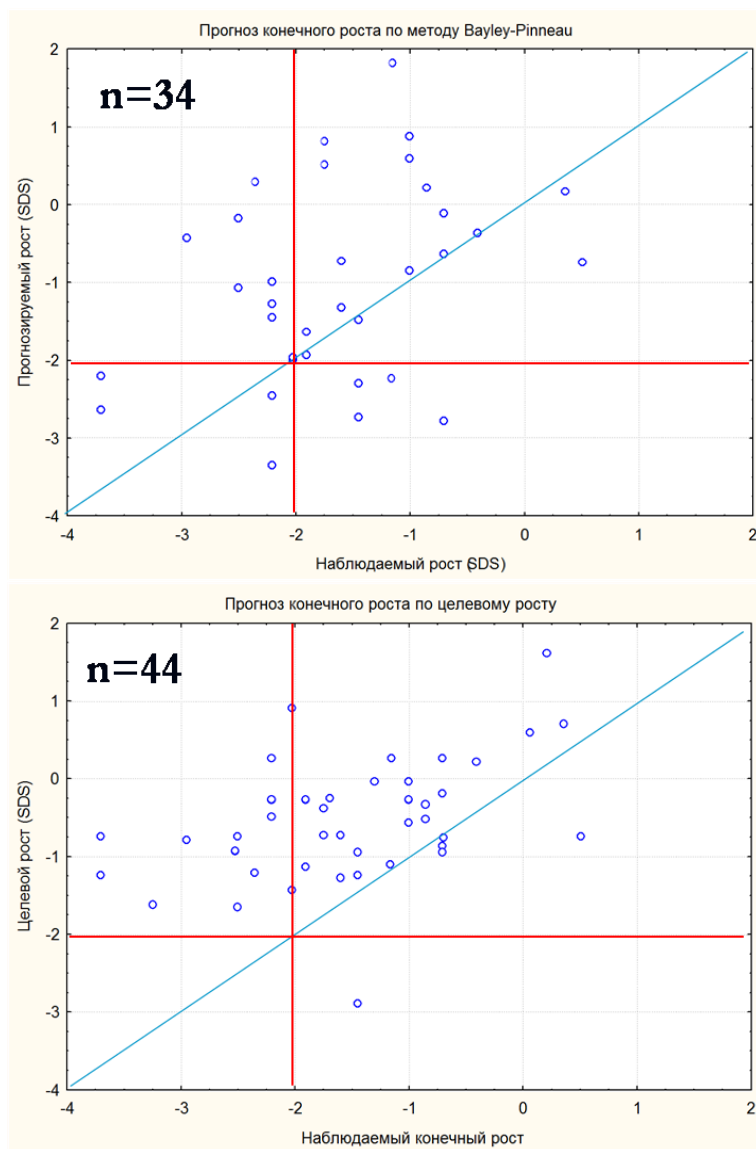 Прогноз конечного роста по методу Bayley-Pinneau
n=34
2
1
0
-1
-2
-3
-4
Прогнозируемый рост (SDS)
-4 -3 -2 -1 0 1 2
Наблюдаемый рост (SDS)
Прогноз конечного роста по целевому росту
n=44
2
1
0
-1
-2
-3
-4
Целевой рост (SDS)
-4 -3 -2 -1 0 1 2
Наблюдаемый конечный рост